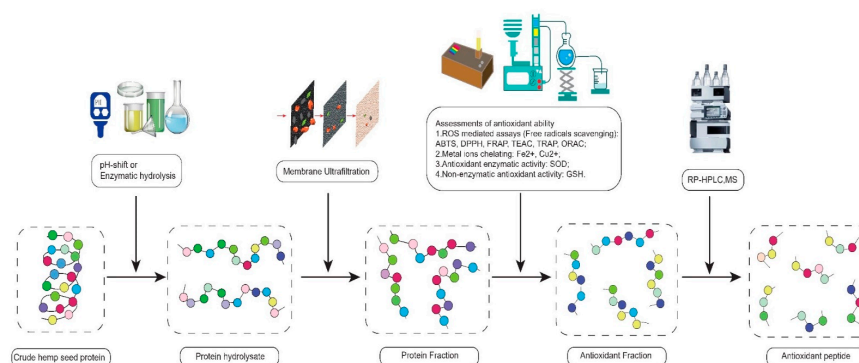 pH-shift or
Enzymatic hydrolysis
Membrane Ultrafiltration
Assessments of antioxidant ability
1.ROS mediated assays (Free radicals scavenging):
ABTS, DPPH, FRAP, TEAC, TRAP, ORAC;
2.Metal ions chelating: Fe2+, Cu2+,
3.Antioxidant enzymatic activity: SOD;
4.Non-enzymatic antioxidant activity: GSH.
RP-HPLC,MS
Crude hemp seed protein
Protein hydrolysate
Protein Fraction
Antioxidant Fraction
Antioxidant peptide